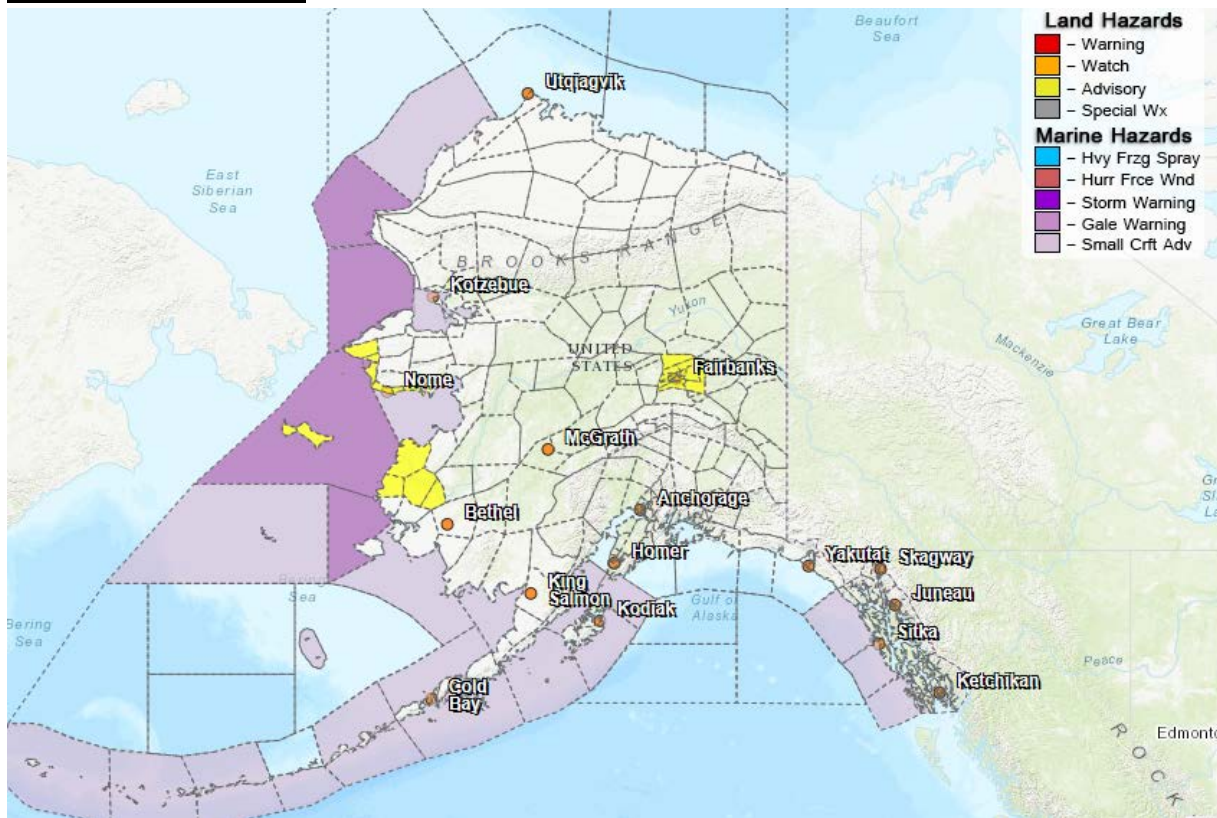 Beaufort
Sea
Land Hazards
– Warning
– Watch
– Advisory
– Special Wx
Marine Hazards
– Hvy Frzg Spray
– Hurr Frce Wnd
– Storm Warning
– Gale Warning
– Small Crft Adv
Utqiagvik
East
Siberian
Sea
BROOKS RANGE
Kotzebue
Yukon
Great Bear
Lake
Mackenzie
UNITED
STATES
Fairbanks
Nome
McGrath
Anchorage
Bethel
Homer
Yakutat
Skagway
King
Salmon
Kodiak
Gulf of
Alaska
Juneau
Sea
Bering
Sea
Sitka
Peace
Cold
Bay
Ketchikan
ROCK
Edmonto